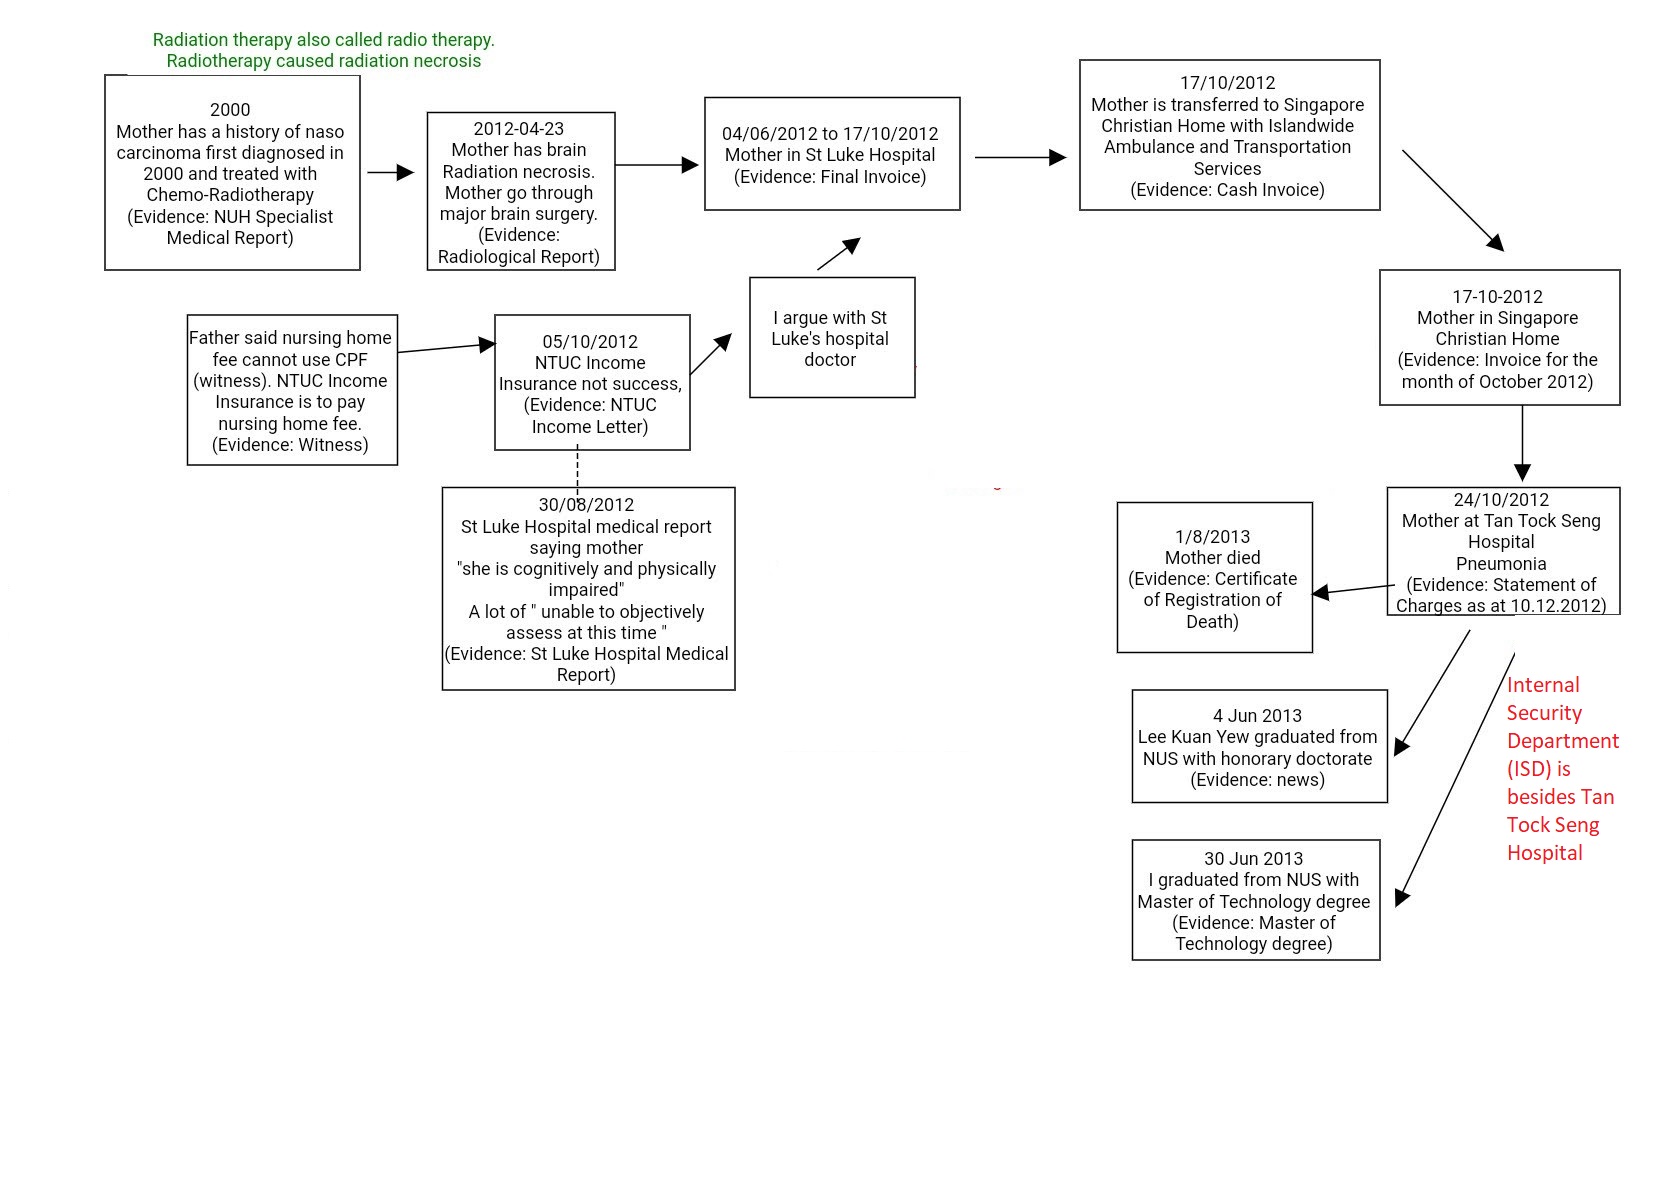 Radiation therapy also called radio therapy.
Radiotherapy caused radiation necrosis
2000
Mother has a history of naso
carcinoma first diagnosed in
2000 and treated with
Chemo-Radiotherapy
(Evidence: NUH Specialist
Medical Report)
2012-04-23
Mother has brain
Radiation necrosis.
Mother go through
major brain surgery.
(Evidence:
Radiological Report)
04/06/2012 to 17/10/2012
Mother in St Luke Hospital
(Evidence: Final Invoice)
17/10/2012
Mother is transferred to Singapore
Christian Home with Islandwide
Ambulance and Transportation
Services
(Evidence: Cash Invoice)
Father said nursing home
fee cannot use CPF
(witness). NTUC Income
Insurance is to pay
nursing home fee.
(Evidence: Witness)
05/10/2012
NTUC Income
Insurance not success,
(Evidence: NTUC
Income Letter)
I argue with St
Luke's hospital
doctor
17-10-2012
Mother in Singapore
Christian Home
(Evidence: Invoice for the
month of October 2012)
30/08/2012
St Luke Hospital medical report
saying mother
"she is cognitively and physically
impaired"
A lot of " unable to objectively
assess at this time "
(Evidence: St Luke Hospital Medical
Report)
1/8/2013
Mother died
(Evidence: Certificate
of Registration of
Death)
24/10/2012
Mother at Tan Tock Seng
Hospital
Pneumonia
(Evidence: Statement of
Charges as at 10.12.2012)
4 Jun 2013
Lee Kuan Yew graduated from
NUS with honorary doctorate
(Evidence: news)
Internal
Security
Department
(ISD) is
besides Tan
Tock Seng
Hospital
30 Jun 2013
I graduated from NUS with
Master of Technology degree
(Evidence: Master of
Technology degree)